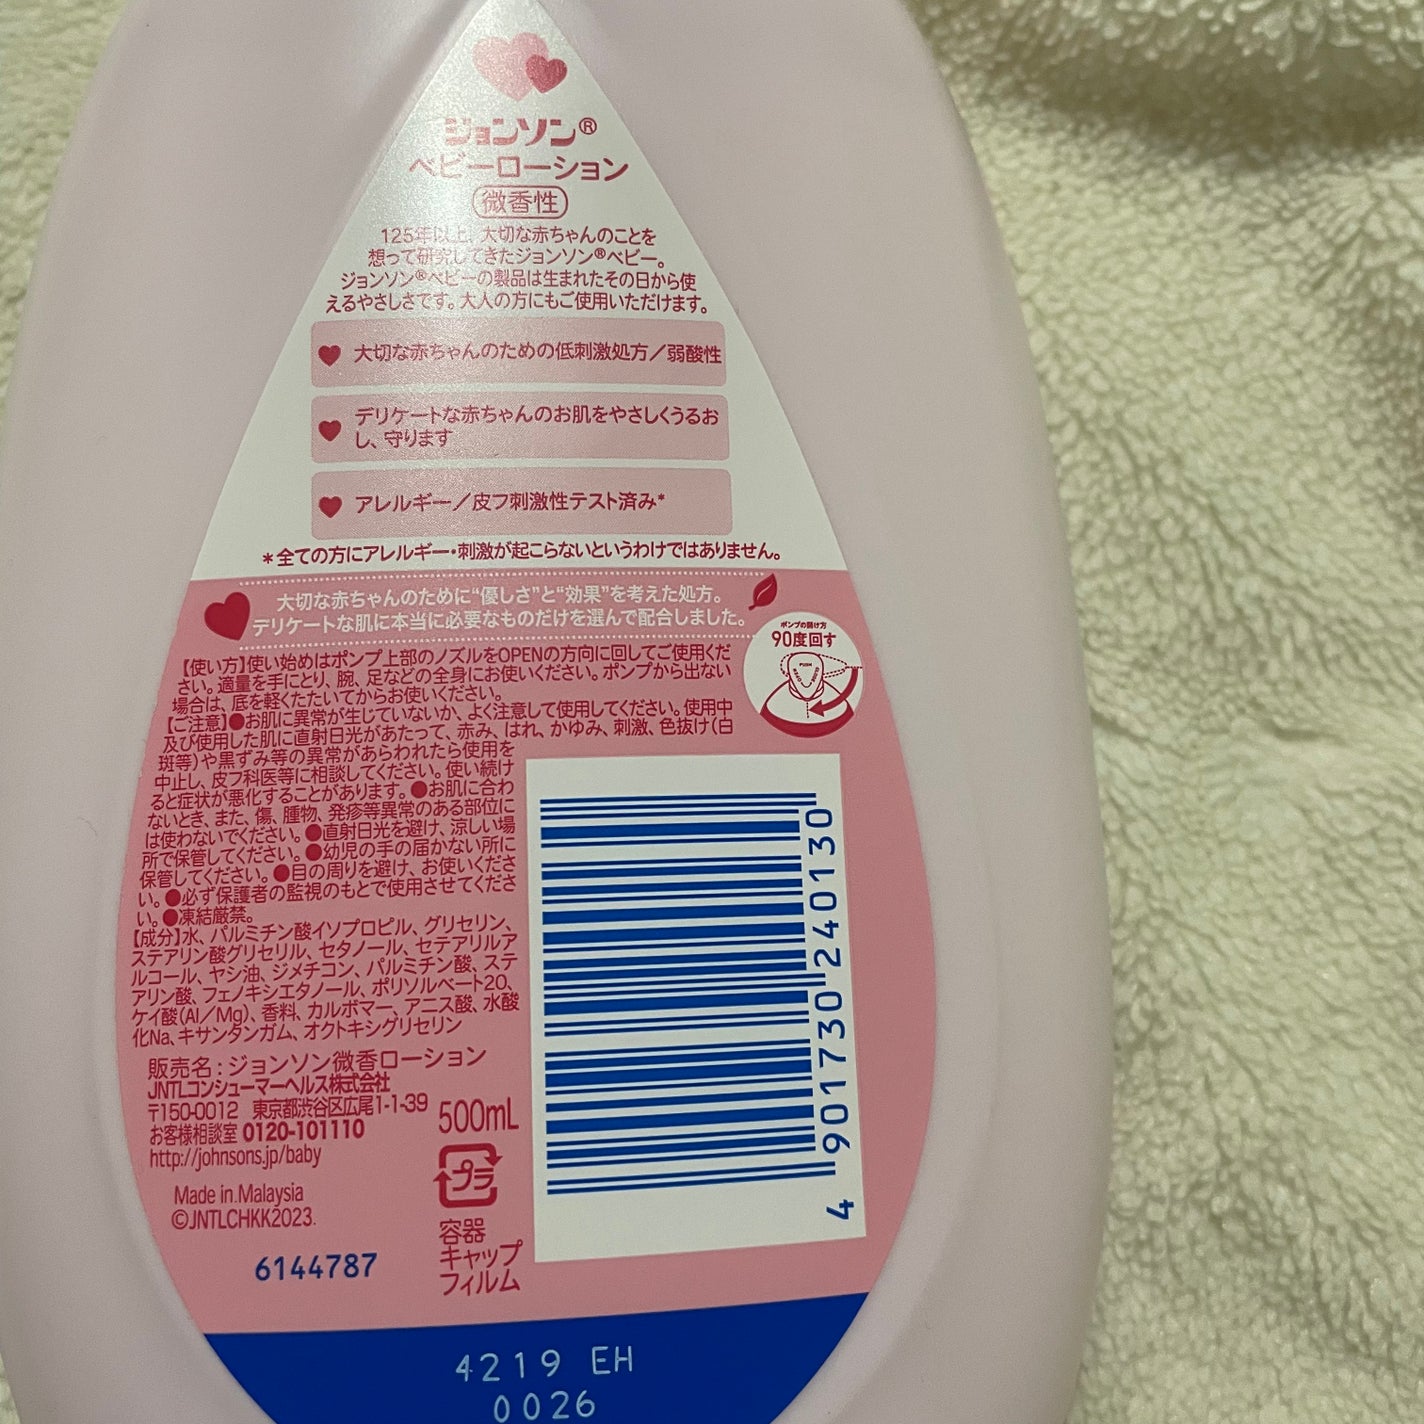 ジョンソン®
ベビーローション
微香性
125年以上、大切な赤ちゃんのことを
想って研究してきたジョンソン®ベビー。
ジョンソン®ベビーの製品は生まれたその日から使
えるやさしさです。大人の方にもご使用いただけます。
大切な赤ちゃんのための低刺激処方／弱酸性
デリケートな赤ちゃんのお肌をやさしくうるお
し、守ります
アレルギー／皮フ刺激性テスト済み*
*全ての方にアレルギー・刺激が起こらないというわけではありません。
大切な赤ちゃんのために“優しさ”と“効果”を考えた処方。
デリケートな肌に本当に必要なものだけを選んで配合しました。
ポンプの開け方
90度回す
PUSH
【使い方】使い始めはポンプ上部のノズルをOPENの方向に回してご使用くだ
さい。適量を手にとり、腕、足などの全身にお使いください。ポンプから出ない
場合は、底を軽くたたいてからお使いください。
【ご注意】●お肌に異常が生じていないか、よく注意して使用してください。使用中
及び使用した肌に直射日光があたって、赤み、はれ、かゆみ、刺激、色抜け（白
斑等）や黒ずみ等の異常があらわれたら使用を
中止し、皮フ科医等に相談してください。使い続け
ると症状が悪化することがあります。●お肌に合わ
ないとき、また、傷、腫物、発疹等異常のある部位に
は使わないでください。●直射日光を避け、涼しい場
所で保管してください。●幼児の手の届かない所に
保管してください。●目の周りを避け、お使いくださ
い。●必ず保護者の監視のもとで使用させてくださ
い。●凍結厳禁。
【成分】水、パルミチン酸イソプロピル、グリセリン、
ステアリン酸グリセリル、セタノール、セテアリルア
ルコール、ヤシ油、ジメチコン、パルミチン酸、ステ
アリン酸、フェノキシエタノール、ポリソルベート20、
ケイ酸(Al／Mg)、香料、カルボマー、アニス酸、水酸
化Na、キサンタンガム、オクトキシグリセリン
販売名：ジョンソン微香ローション
JNTLコンシューマーヘルス株式会社
〒150-0012 東京都渋谷区広尾1-1-39
お客様相談室 0120-101110
http://johnsons.jp/baby
500mL
プラ
容器
キャップ
フィルム
Made in Malaysia
©JNTLCHKK2023.
6144787
4 901730 240130
4219 EH
0026